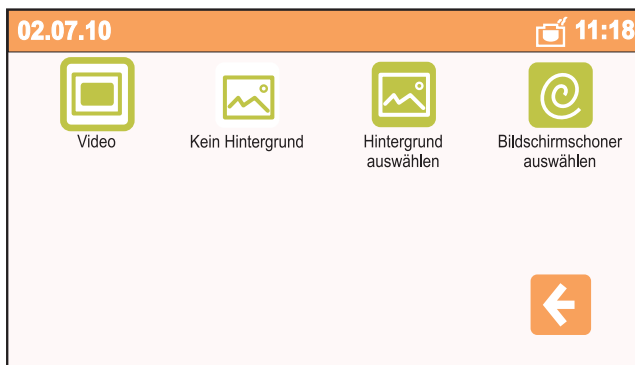 02.07.10 11:18
Video
Kein Hintergrund
Hintergrund
auswählen
Bildschirmschoner
auswählen